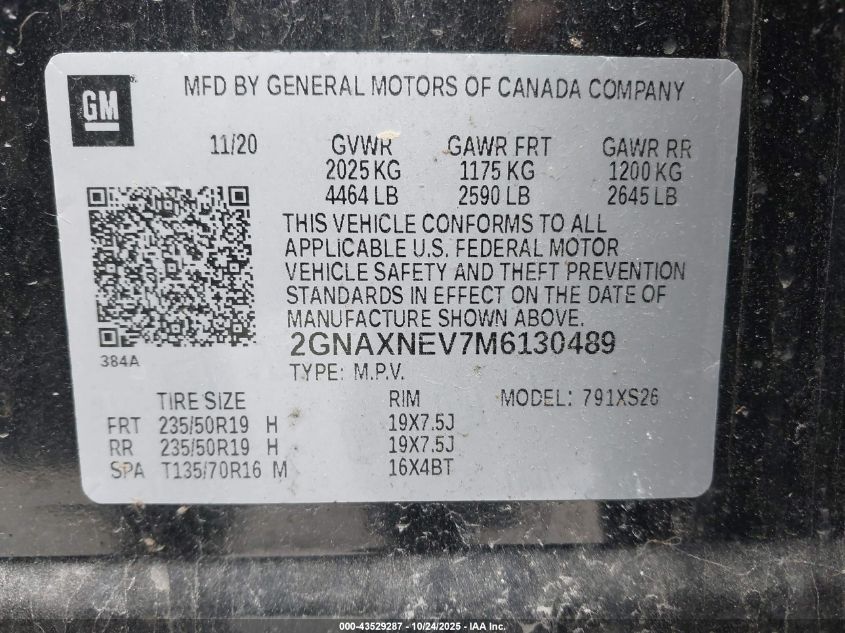 GM
MFD BY GENERAL MOTORS OF CANADA COMPANY
11/20 GVWR GAWR FRT GAWR RR
2025 KG 1175 KG 1200 KG
4464 LB 2590 LB 2645 LB
THIS VEHICLE CONFORMS TO ALL
APPLICABLE U.S. FEDERAL MOTOR
VEHICLE SAFETY AND THEFT PREVENTION
STANDARDS IN EFFECT ON THE DATE OF
MANUFACTURE SHOWN ABOVE.
384A
2GNAXNEV7M6130489
TYPE: M.P.V.
TIRE SIZE RIM MODEL: 791XS26
FRT 235/50R19 H 19X7.5J
RR 235/50R19 H 19X7.5J
SPA T135/70R16 M 16X4BT
000-43529287 - 10/24/2025 - IAA Inc.